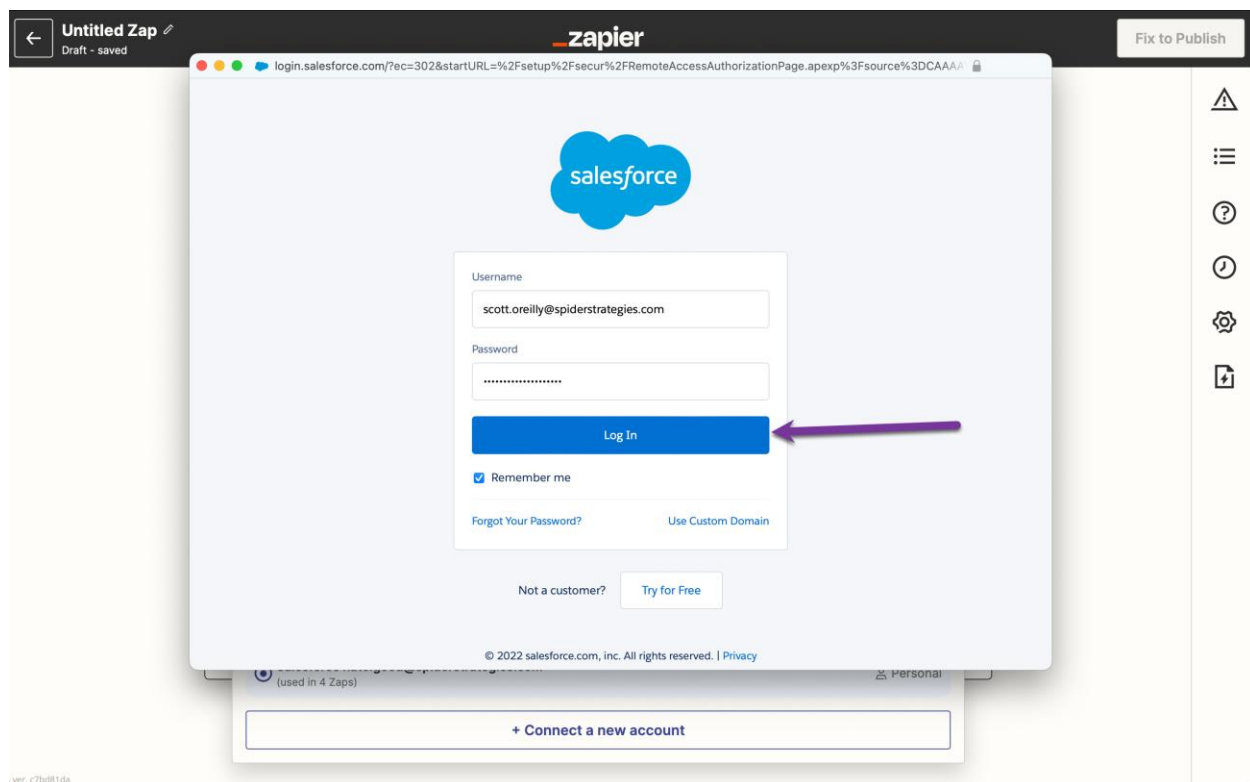 Untitled Zap
Draft - saved
_zapier
Fix to Publish
login.salesforce.com/?ec=302&startURL=%2Fsetup%2Fsecur%2FRemoteAccessAuthorizationPage.apexp%3Fsource%3DCAAAA
salesforce
Username
scott.oreilly@spiderstrategies.com
Password
Log In
Remember me
Forgot Your Password?
Use Custom Domain
Not a customer?
Try for Free
© 2022 salesforce.com, inc. All rights reserved. | Privacy
(used in 4 Zaps)
Personal
+ Connect a new account
ver. c7bd81da